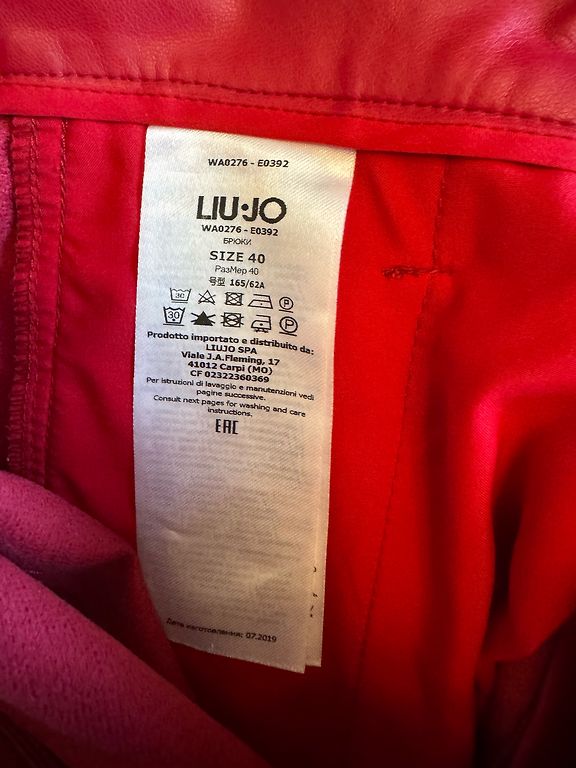 WA0276 - E0392
LIU·JO
WA0276 - E0392
БРЮКИ
SIZE 40
РазМер 40
号型 165/62A
30
P
30
P
Prodotto importato e distribuito da:
LIUJO SPA
Viale J.A.Fleming, 17
41012 Carpi (MO)
CF 02322360369
Per istruzioni di lavaggio e manutenzioni vedi
pagine successive.
Consult next pages for washing and care
instructions.
EAC
Дата изготовления: 07.2019